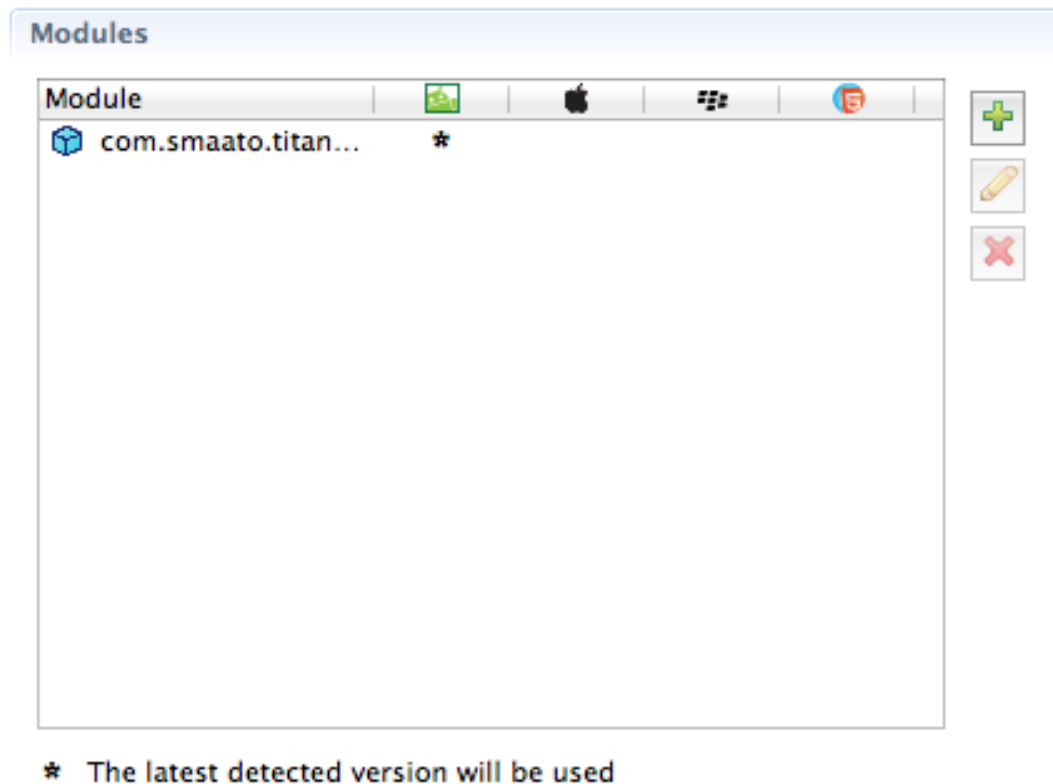 Modules
Module
com.smaato.titan... *
* The latest detected version will be used